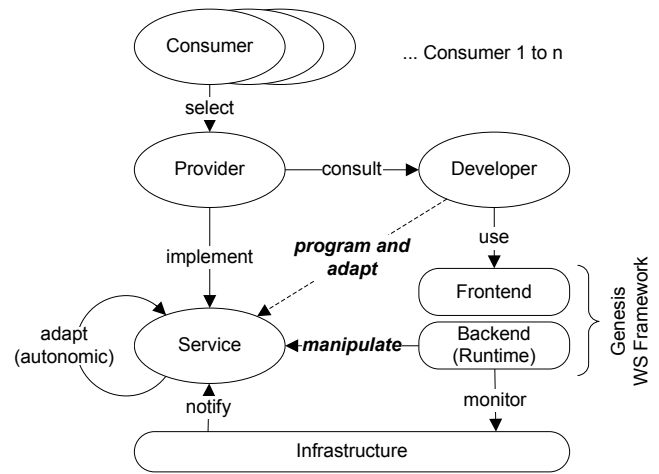 Consumer
... Consumer 1 to n
select
Provider
consult
Developer
implement
program and
adapt
use
Frontend
Genesis
WS Framework
adapt
(autonomic)
Service
manipulate
Backend
(Runtime)
notify
monitor
Infrastructure